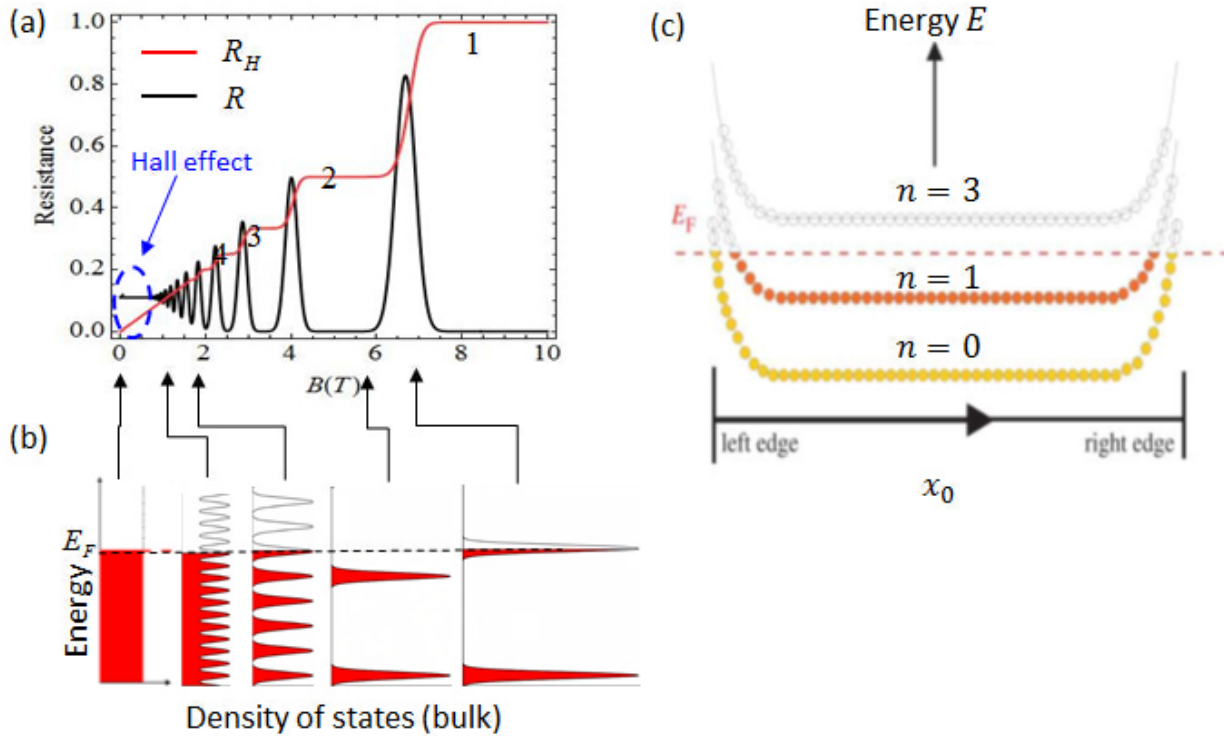 (a)
1.0
0.8
0.6
0.4
0.2
0.0
Resistance
R_H
R
Hall effect
1
2
3
4
0 2 4 6 8 10
B(T)
(b)
E_F
Energy
Density of states (bulk)
(c)
Energy E
n = 3
E_F
n = 1
n = 0
left edge right edge
x_0